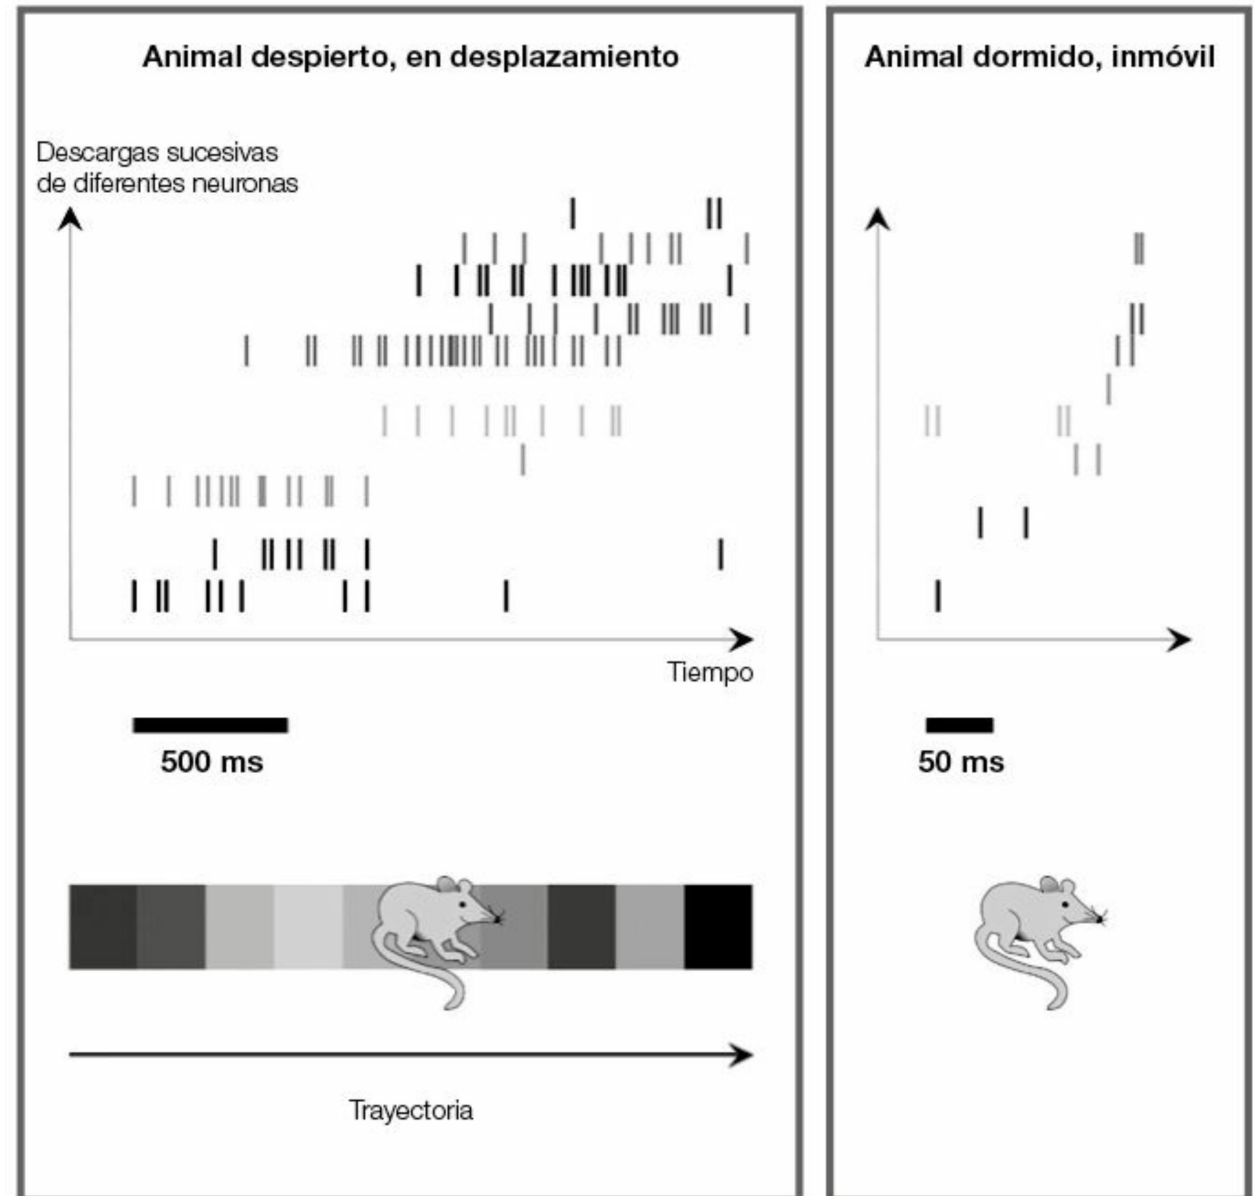 Animal despierto, en desplazamiento
Descargas sucesivas
de diferentes neuronas
Tiempo
500 ms
Trayectoria
Animal dormido, inmóvil
50 ms